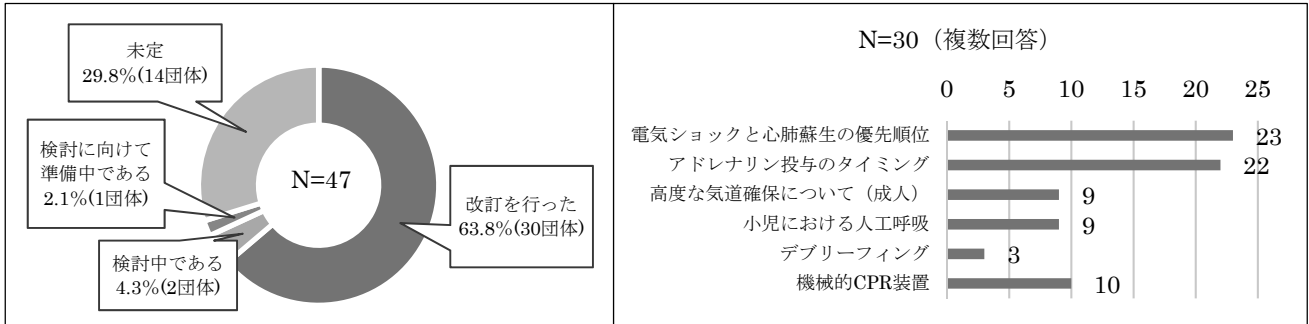 未定
29.8%(14団体)
検討に向けて
準備中である
2.1%(1団体)
検討中である
4.3%(2団体)
N=47
改訂を行った
63.8%(30団体)
N=30（複数回答）
0 5 10 15 20 25
電気ショックと心肺蘇生の優先順位 23
アドレナリン投与のタイミング 22
高度な気道確保について（成人） 9
小児における人工呼吸 9
デブリーフィング 3
機械的CPR装置 10